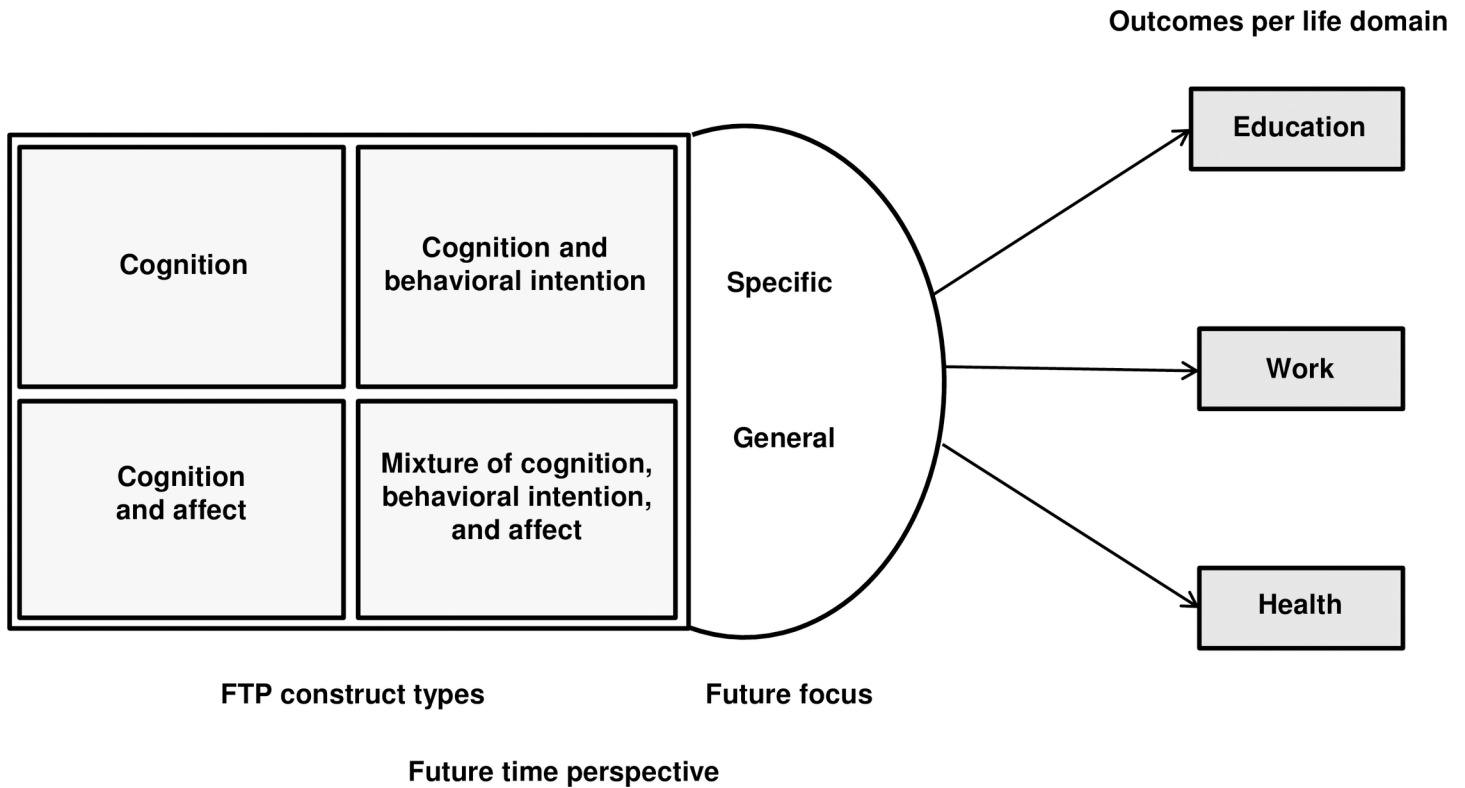 Outcomes per life domain
Education
Cognition
Cognition and
behavioral intention
Specific
Work
General
Cognition
and affect
Mixture of cognition,
behavioral intention,
and affect
Health
FTP construct types
Future focus
Future time perspective